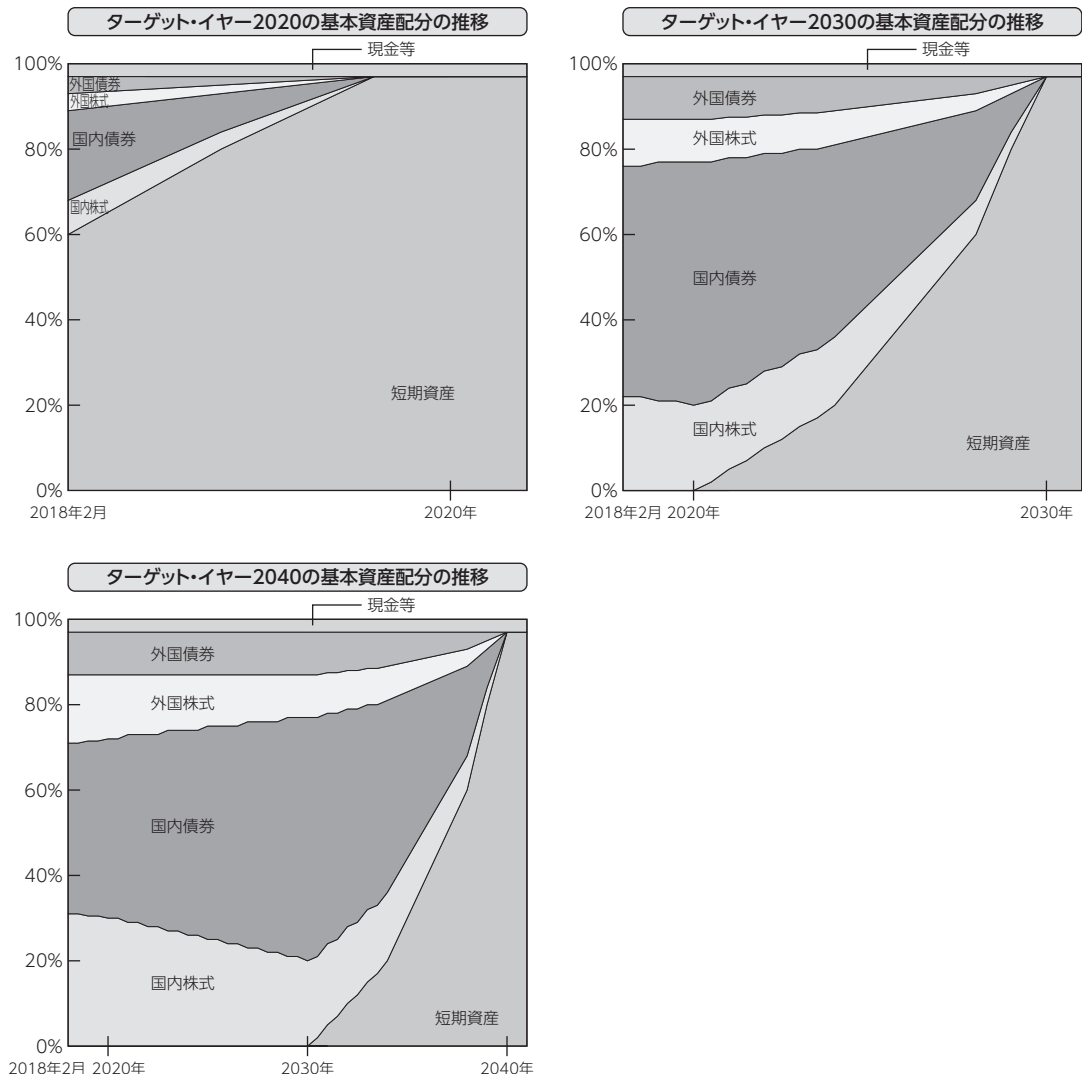 ターゲット・イヤー2020の基本資産配分の推移
現金等
100%
80%
60%
40%
20%
0%
外国債券
外国株式
国内債券
国内株式
短期資産
2018年2月
2020年
ターゲット・イヤー2030の基本資産配分の推移
現金等
100%
80%
60%
40%
20%
0%
外国債券
外国株式
国内債券
国内株式
短期資産
2018年2月 2020年
2030年
ターゲット・イヤー2040の基本資産配分の推移
現金等
100%
80%
60%
40%
20%
0%
外国債券
外国株式
国内債券
国内株式
短期資産
2018年2月 2020年
2030年
2040年